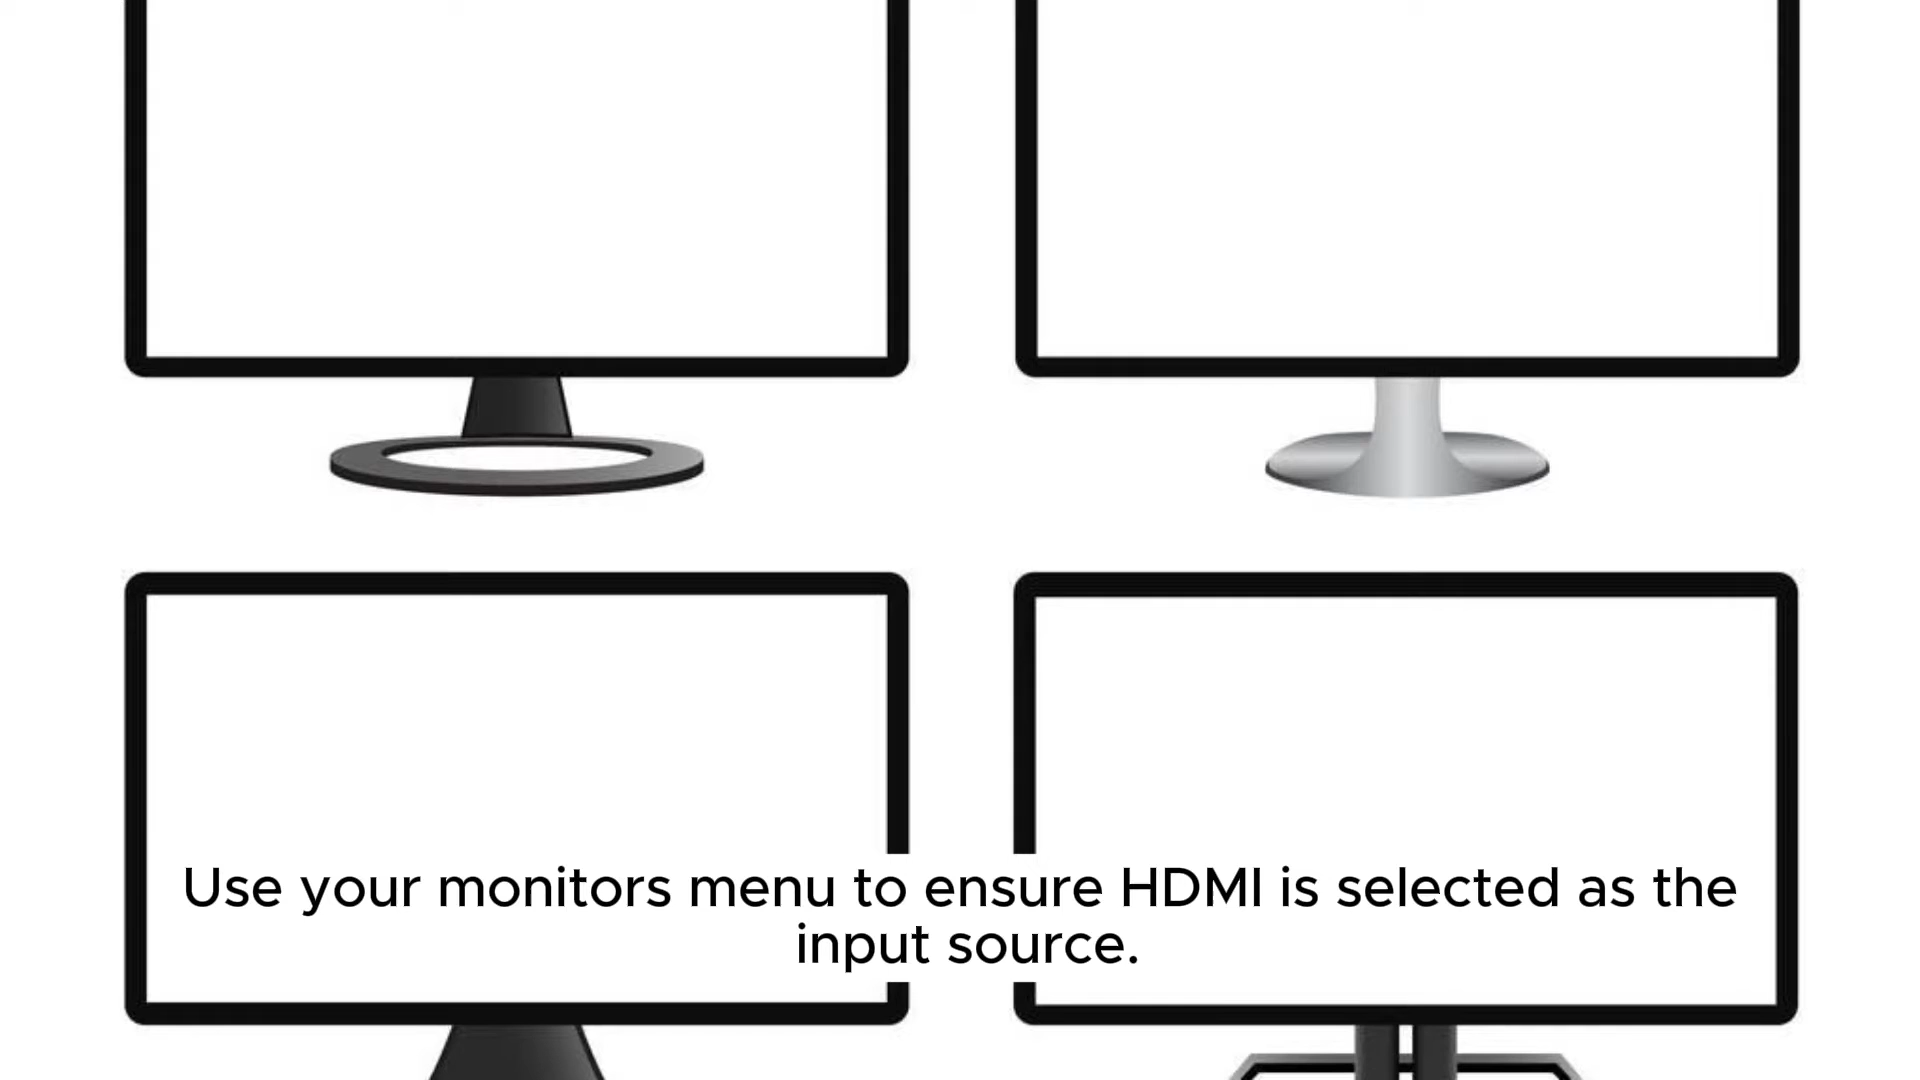 Use your monitors menu to ensure HDMI is selected as the
input source.